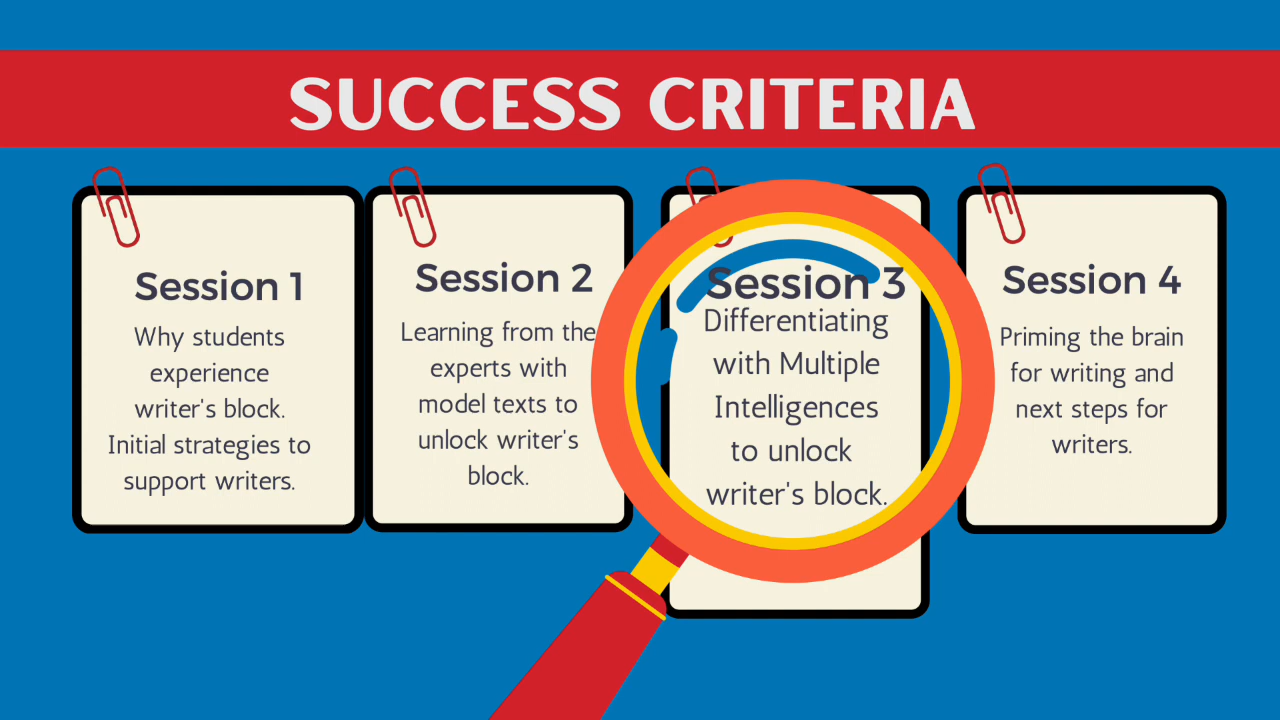 SUCCESS CRITERIA
Session 1
Why students
experience
writer's block.
Initial strategies to
support writers.
Session 2
Learning from the
experts with
model texts to
unlock writer's
block.
Session 3
Differentiating
with Multiple
Intelligences
to unlock
writer's block.
Session 4
Priming the brain
for writing and
next steps for
writers.